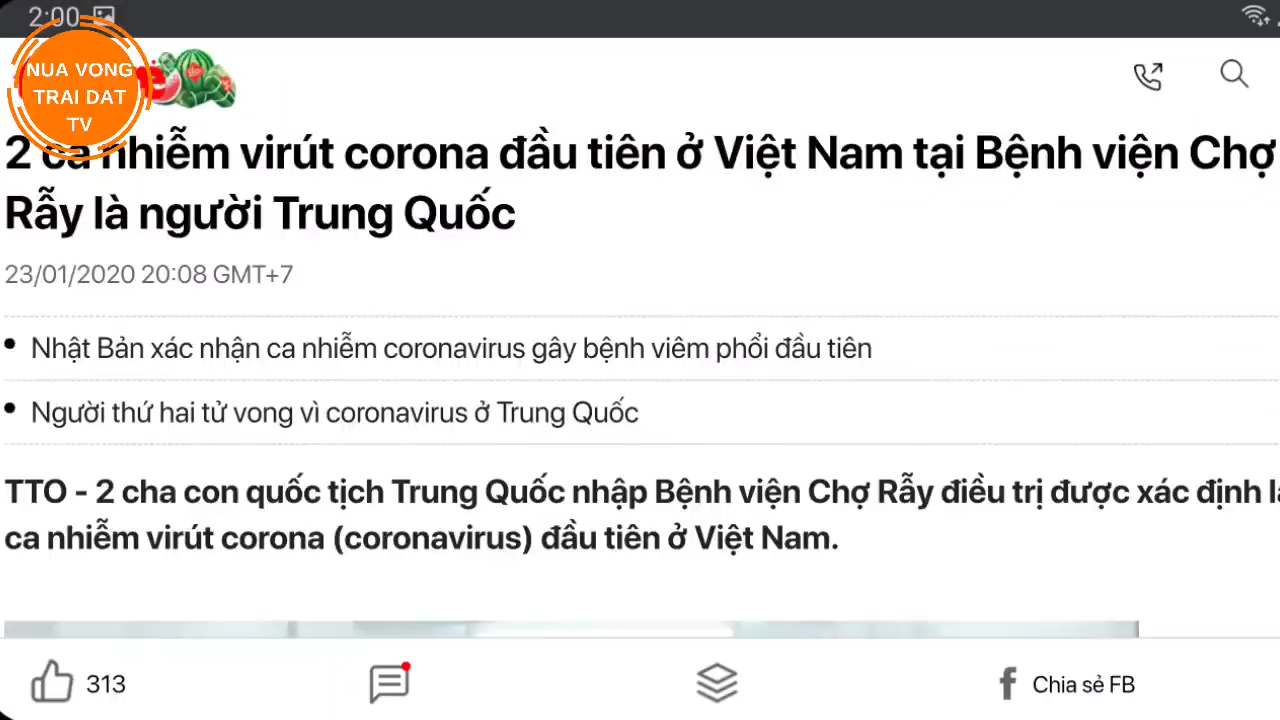 2:00
NUA VONG
TRAI DAT
TV
2 ca nhiễm virút corona đầu tiên ở Việt Nam tại Bệnh viện Chợ
Rẫy là người Trung Quốc
23/01/2020 20:08 GMT+7
• Nhật Bản xác nhận ca nhiễm coronavirus gây bệnh viêm phổi đầu tiên
• Người thứ hai tử vong vì coronavirus ở Trung Quốc
TTO - 2 cha con quốc tịch Trung Quốc nhập Bệnh viện Chợ Rẫy điều trị được xác định
ca nhiễm virút corona (coronavirus) đầu tiên ở Việt Nam.
313
Chia sẻ FB